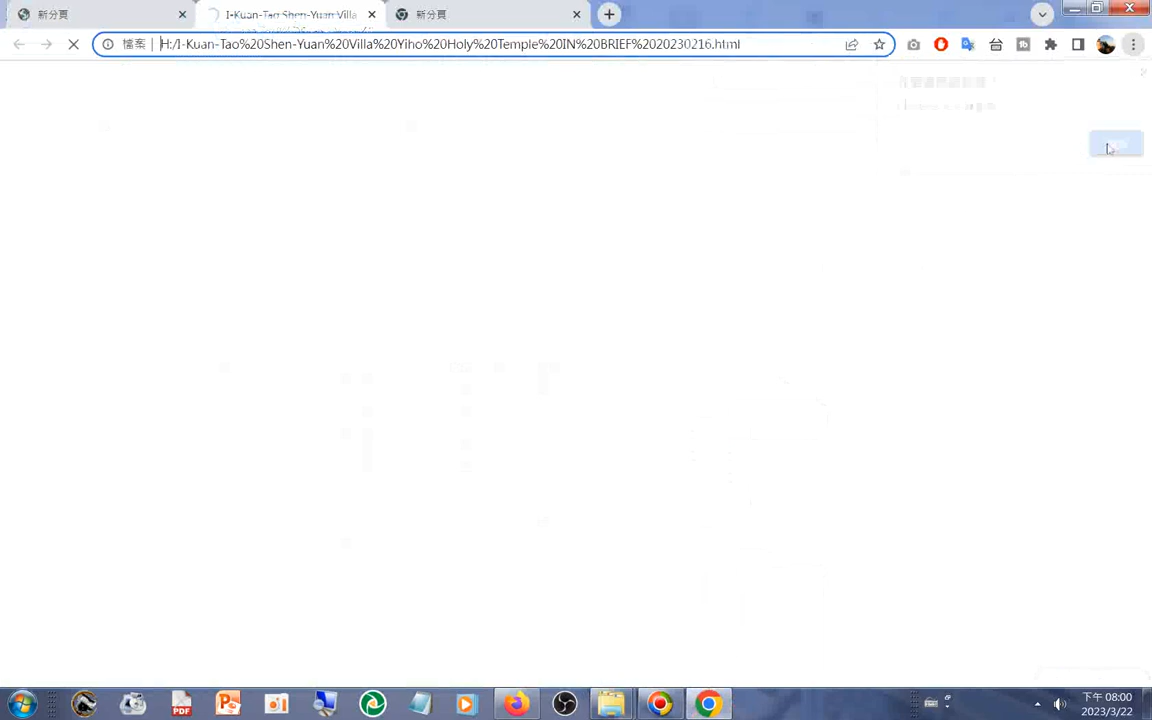 新分頁
I-Kuan-Tao Shen-Yuan Villa
新分頁
檔案 | H:/I-Kuan-Tao%20Shen-Yuan%20Villa%20Yiho%20Holy%20Temple%20IN%20BRIEF%2020230216.html
PDF
下午 08:00
2023/3/22